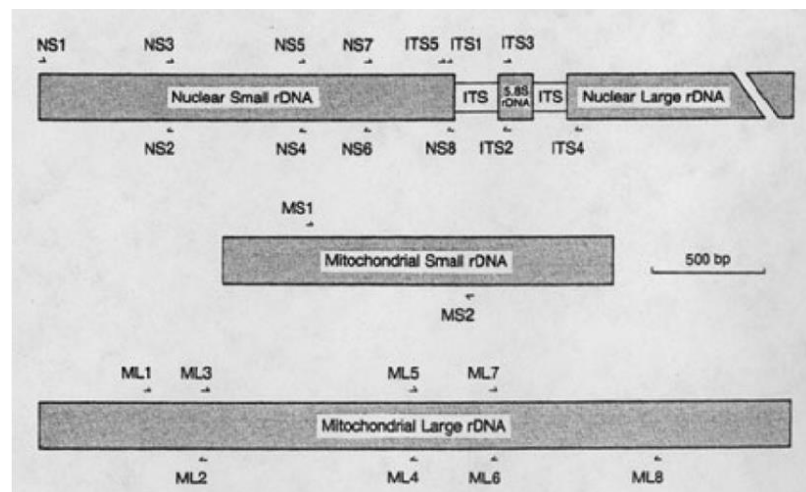 NS1 NS3 NS5 NS7 ITS5 ITS1 ITS3
Nuclear Small rDNA ITS 5.8S rDNA ITS Nuclear Large rDNA
NS2 NS4 NS6 NS8 ITS2 ITS4
MS1
Mitochondrial Small rDNA
500 bp
MS2
ML1 ML3 ML5 ML7
Mitochondrial Large rDNA
ML2 ML4 ML6 ML8